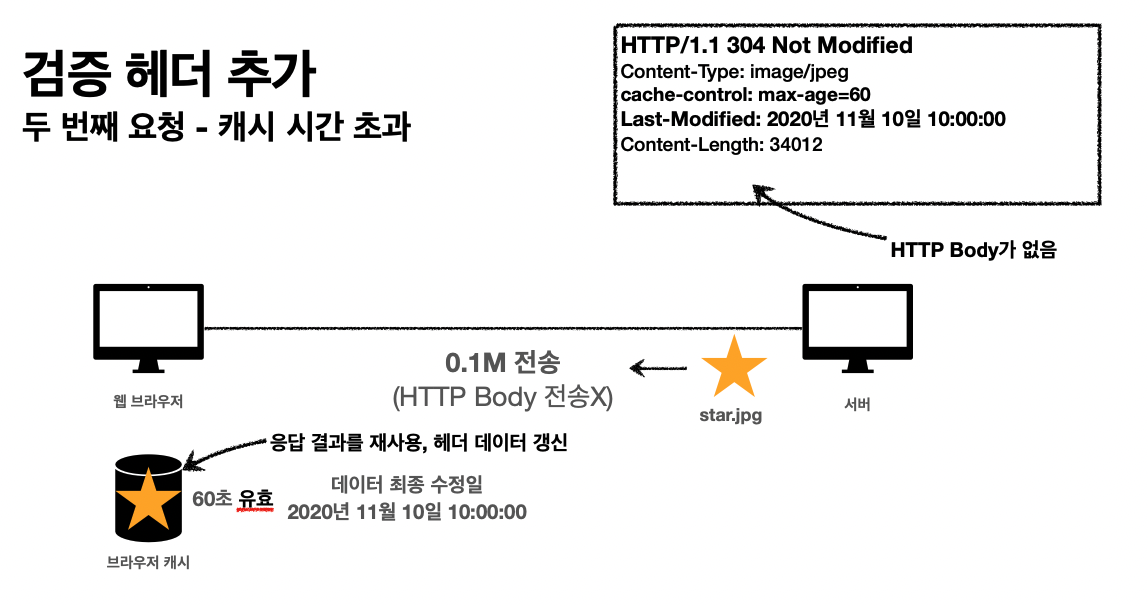 검증 헤더 추가
두 번째 요청 - 캐시 시간 초과
HTTP/1.1 304 Not Modified
Content-Type: image/jpeg
cache-control: max-age=60
Last-Modified: 2020년 11월 10일 10:00:00
Content-Length: 34012
HTTP Body가 없음
0.1M 전송
(HTTP Body 전송X)
star.jpg
웹 브라우저
서버
응답 결과를 재사용, 헤더 데이터 갱신
60초 유효
데이터 최종 수정일
2020년 11월 10일 10:00:00
브라우저 캐시